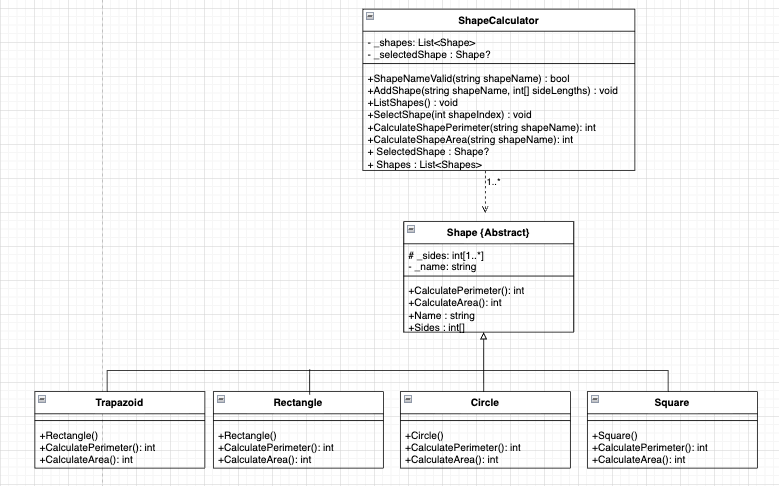 ShapeCalculator
- _shapes: List<Shape>
- _selectedShape : Shape?
+ShapeNameValid(string shapeName) : bool
+AddShape(string shapeName, int[] sideLengths) : void
+ListShapes() : void
+SelectShape(int shapeIndex) : void
+CalculateShapePerimeter(string shapeName): int
+CalculateShapeArea(string shapeName): int
+ SelectedShape : Shape?
+ Shapes : List<Shapes>
1..*
Shape {Abstract}
# _sides: int[1..*]
- _name: string
+CalculatePerimeter(): int
+CalculateArea(): int
+Name : string
+Sides : int[]
Trapazoid
+Rectangle()
+CalculatePerimeter(): int
+CalculateArea(): int
Rectangle
+Rectangle()
+CalculatePerimeter(): int
+CalculateArea(): int
Circle
+Circle()
+CalculatePerimeter(): int
+CalculateArea(): int
Square
+Square()
+CalculatePerimeter(): int
+CalculateArea(): int